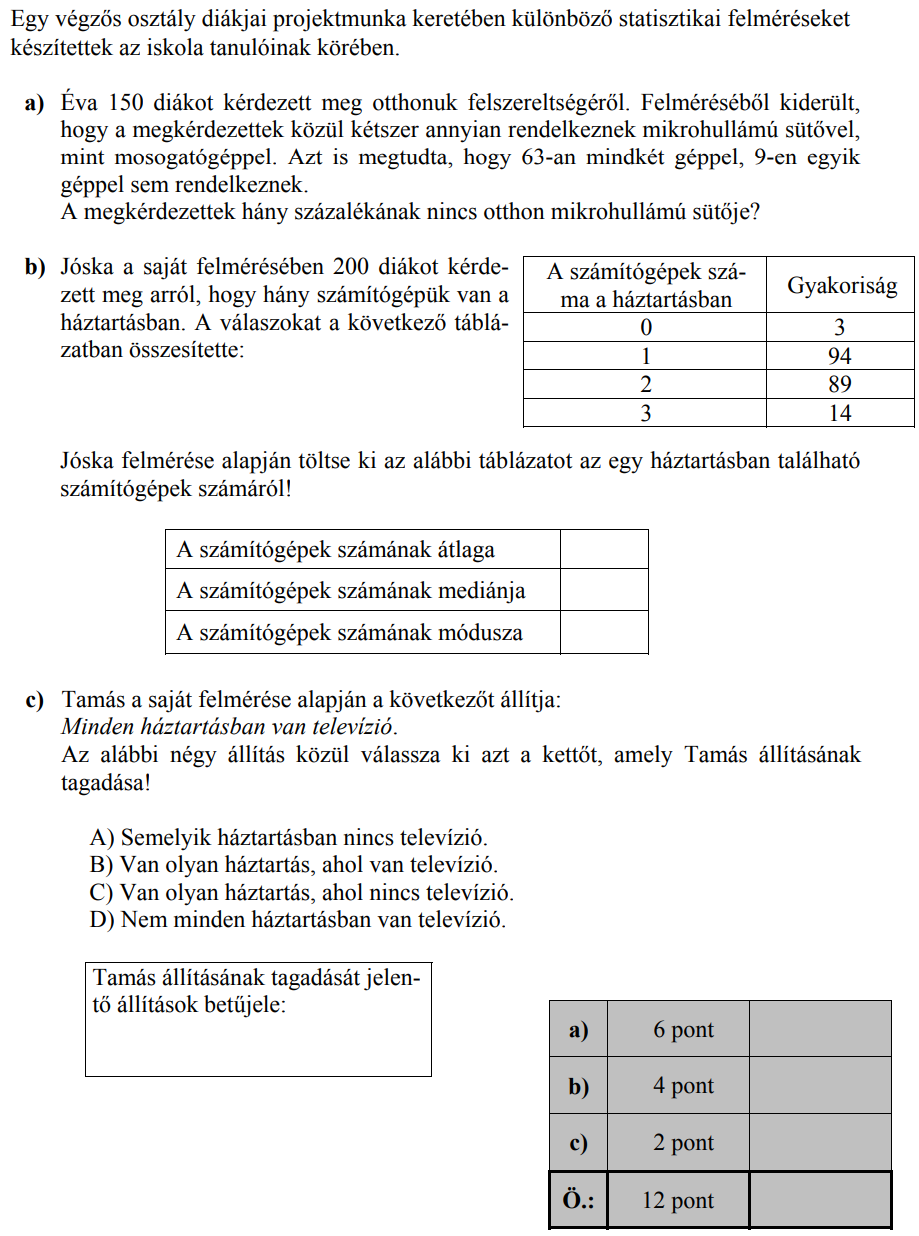 Egy végzős osztály diákjai projektmunka keretében különböző statisztikai felméréseket
készítettek az iskola tanulóinak körében.
a) Éva 150 diákot kérdezett meg otthonuk felszereltségéről. Felméréséből kiderült,
hogy a megkérdezettek közül kétszer annyian rendelkeznek mikrohullámú sütővel,
mint mosogatógéppel. Azt is megtudta, hogy 63-an mindkét géppel, 9-en egyik
géppel sem rendelkeznek.
A megkérdezettek hány százalékának nincs otthon mikrohullámú sütője?
b) Jóska a saját felmérésében 200 diákot kérde-
zett meg arról, hogy hány számítógépük van a
háztartásban. A válaszokat a következő táblá-
zatban összesítette:
A számítógépek szá-
ma a háztartásban
Gyakoriság
0 3
1 94
2 89
3 14
Jóska felmérése alapján töltse ki az alábbi táblázatot az egy háztartásban található
számítógépek számáról!
A számítógépek számának átlaga
A számítógépek számának mediánja
A számítógépek számának módusza
c) Tamás a saját felmérése alapján a következőt állítja:
Minden háztartásban van televízió.
Az alábbi négy állítás közül válassza ki azt a kettőt, amely Tamás állításának
tagadása!
A) Semelyik háztartásban nincs televízió.
B) Van olyan háztartás, ahol van televízió.
C) Van olyan háztartás, ahol nincs televízió.
D) Nem minden háztartásban van televízió.
Tamás állításának tagadását jelen-
tő állítások betűjele:
a) 6 pont
b) 4 pont
c) 2 pont
Ö.: 12 pont